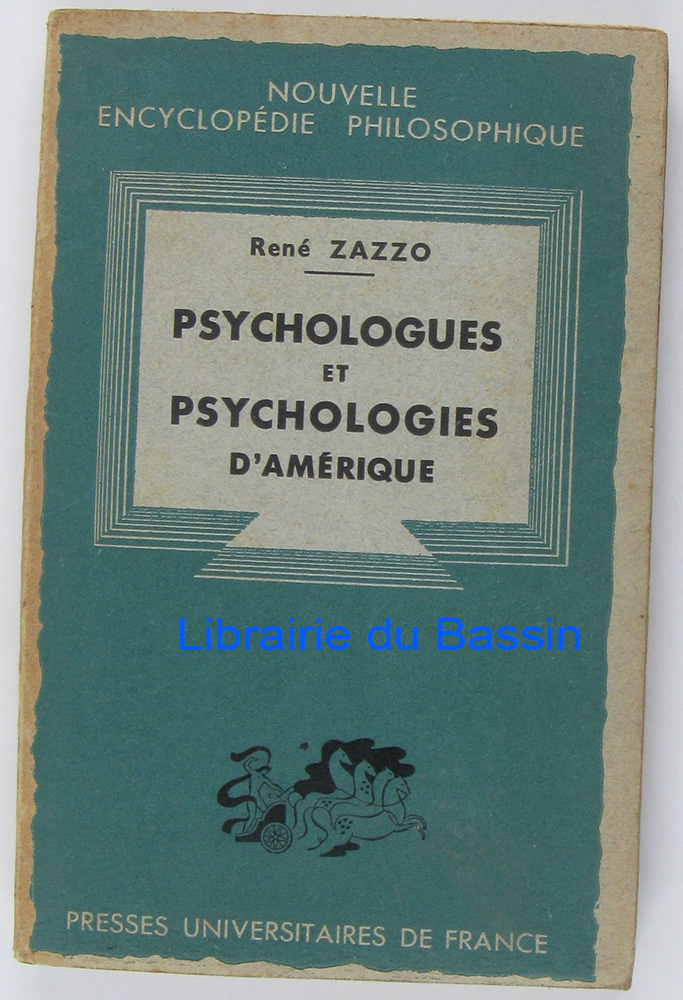 NOUVELLE
ENCYCLOPÉDIE PHILOSOPHIQUE
René ZAZZO
PSYCHOLOGUES
ET
PSYCHOLOGIES
D'AMÉRIQUE
Librairie du Bassin
PRESSES UNIVERSITAIRES DE FRANCE